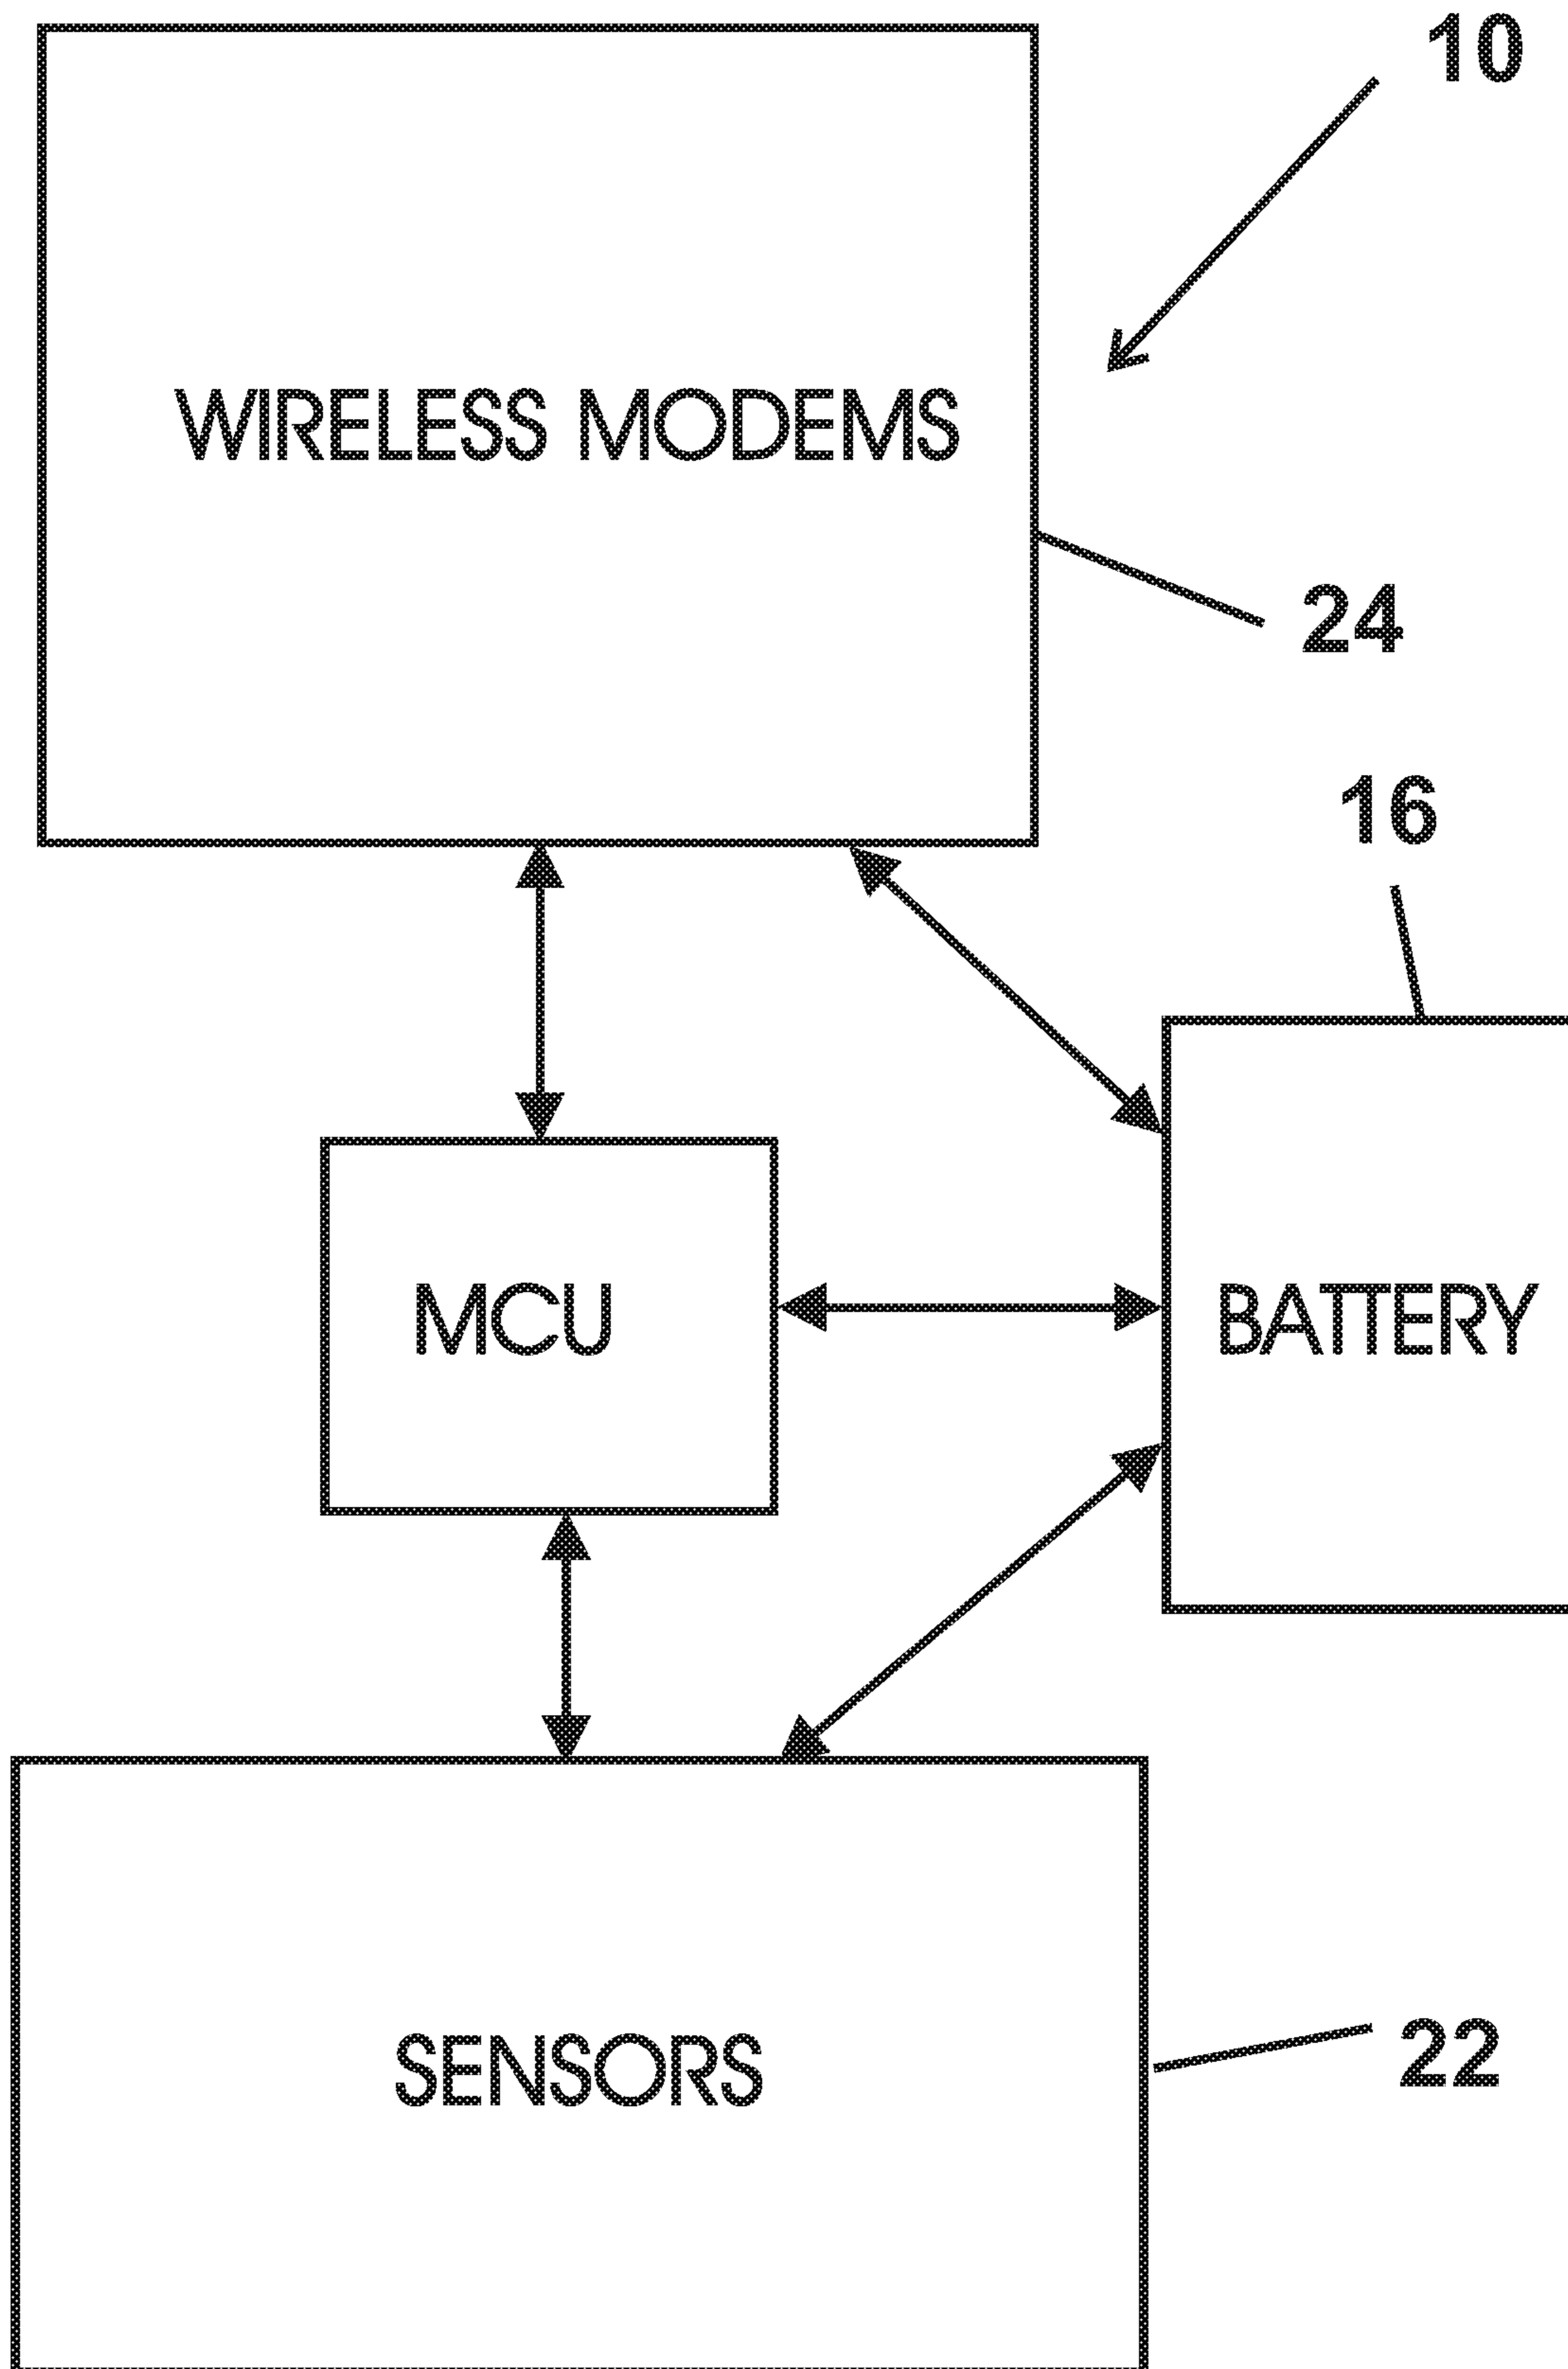 10
WIRELESS MODEMS
24
16
MCU
BATTERY
SENSORS
22